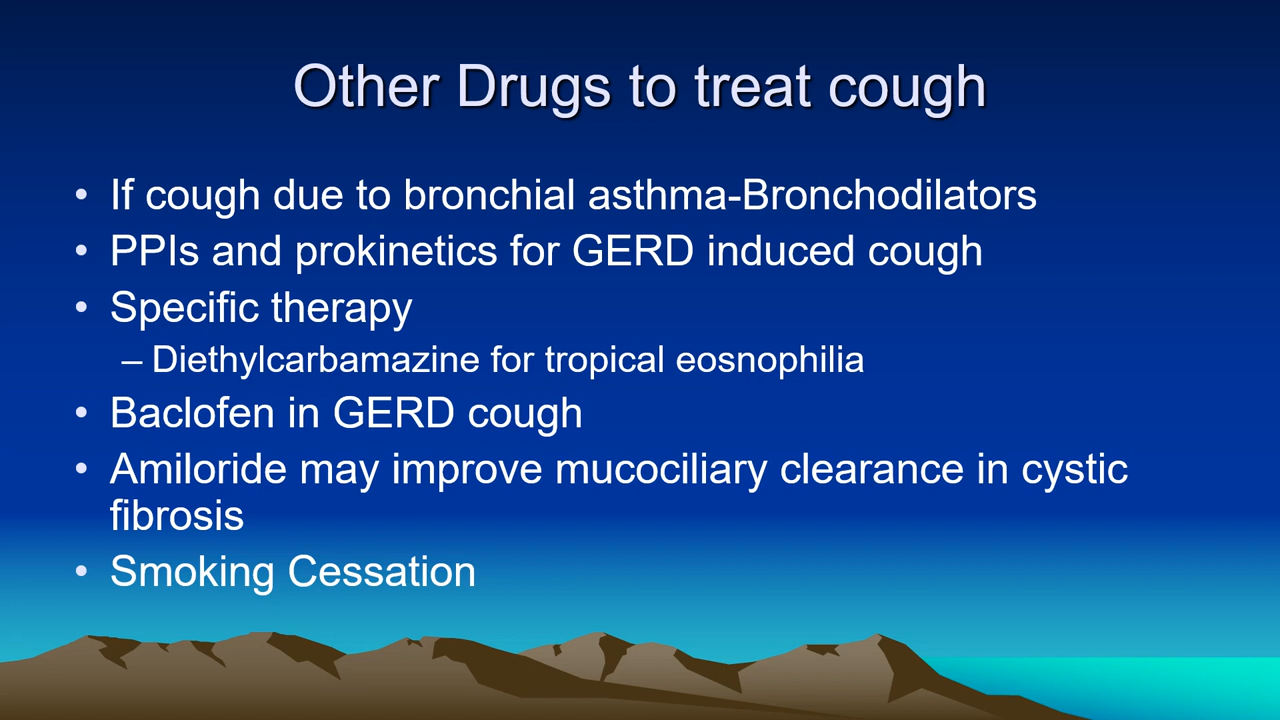 Other Drugs to treat cough
• If cough due to bronchial asthma-Bronchodilators
• PPIs and prokinetics for GERD induced cough
• Specific therapy
– Diethylcarbamazine for tropical eosnophilia
• Baclofen in GERD cough
• Amiloride may improve mucociliary clearance in cystic
fibrosis
• Smoking Cessation